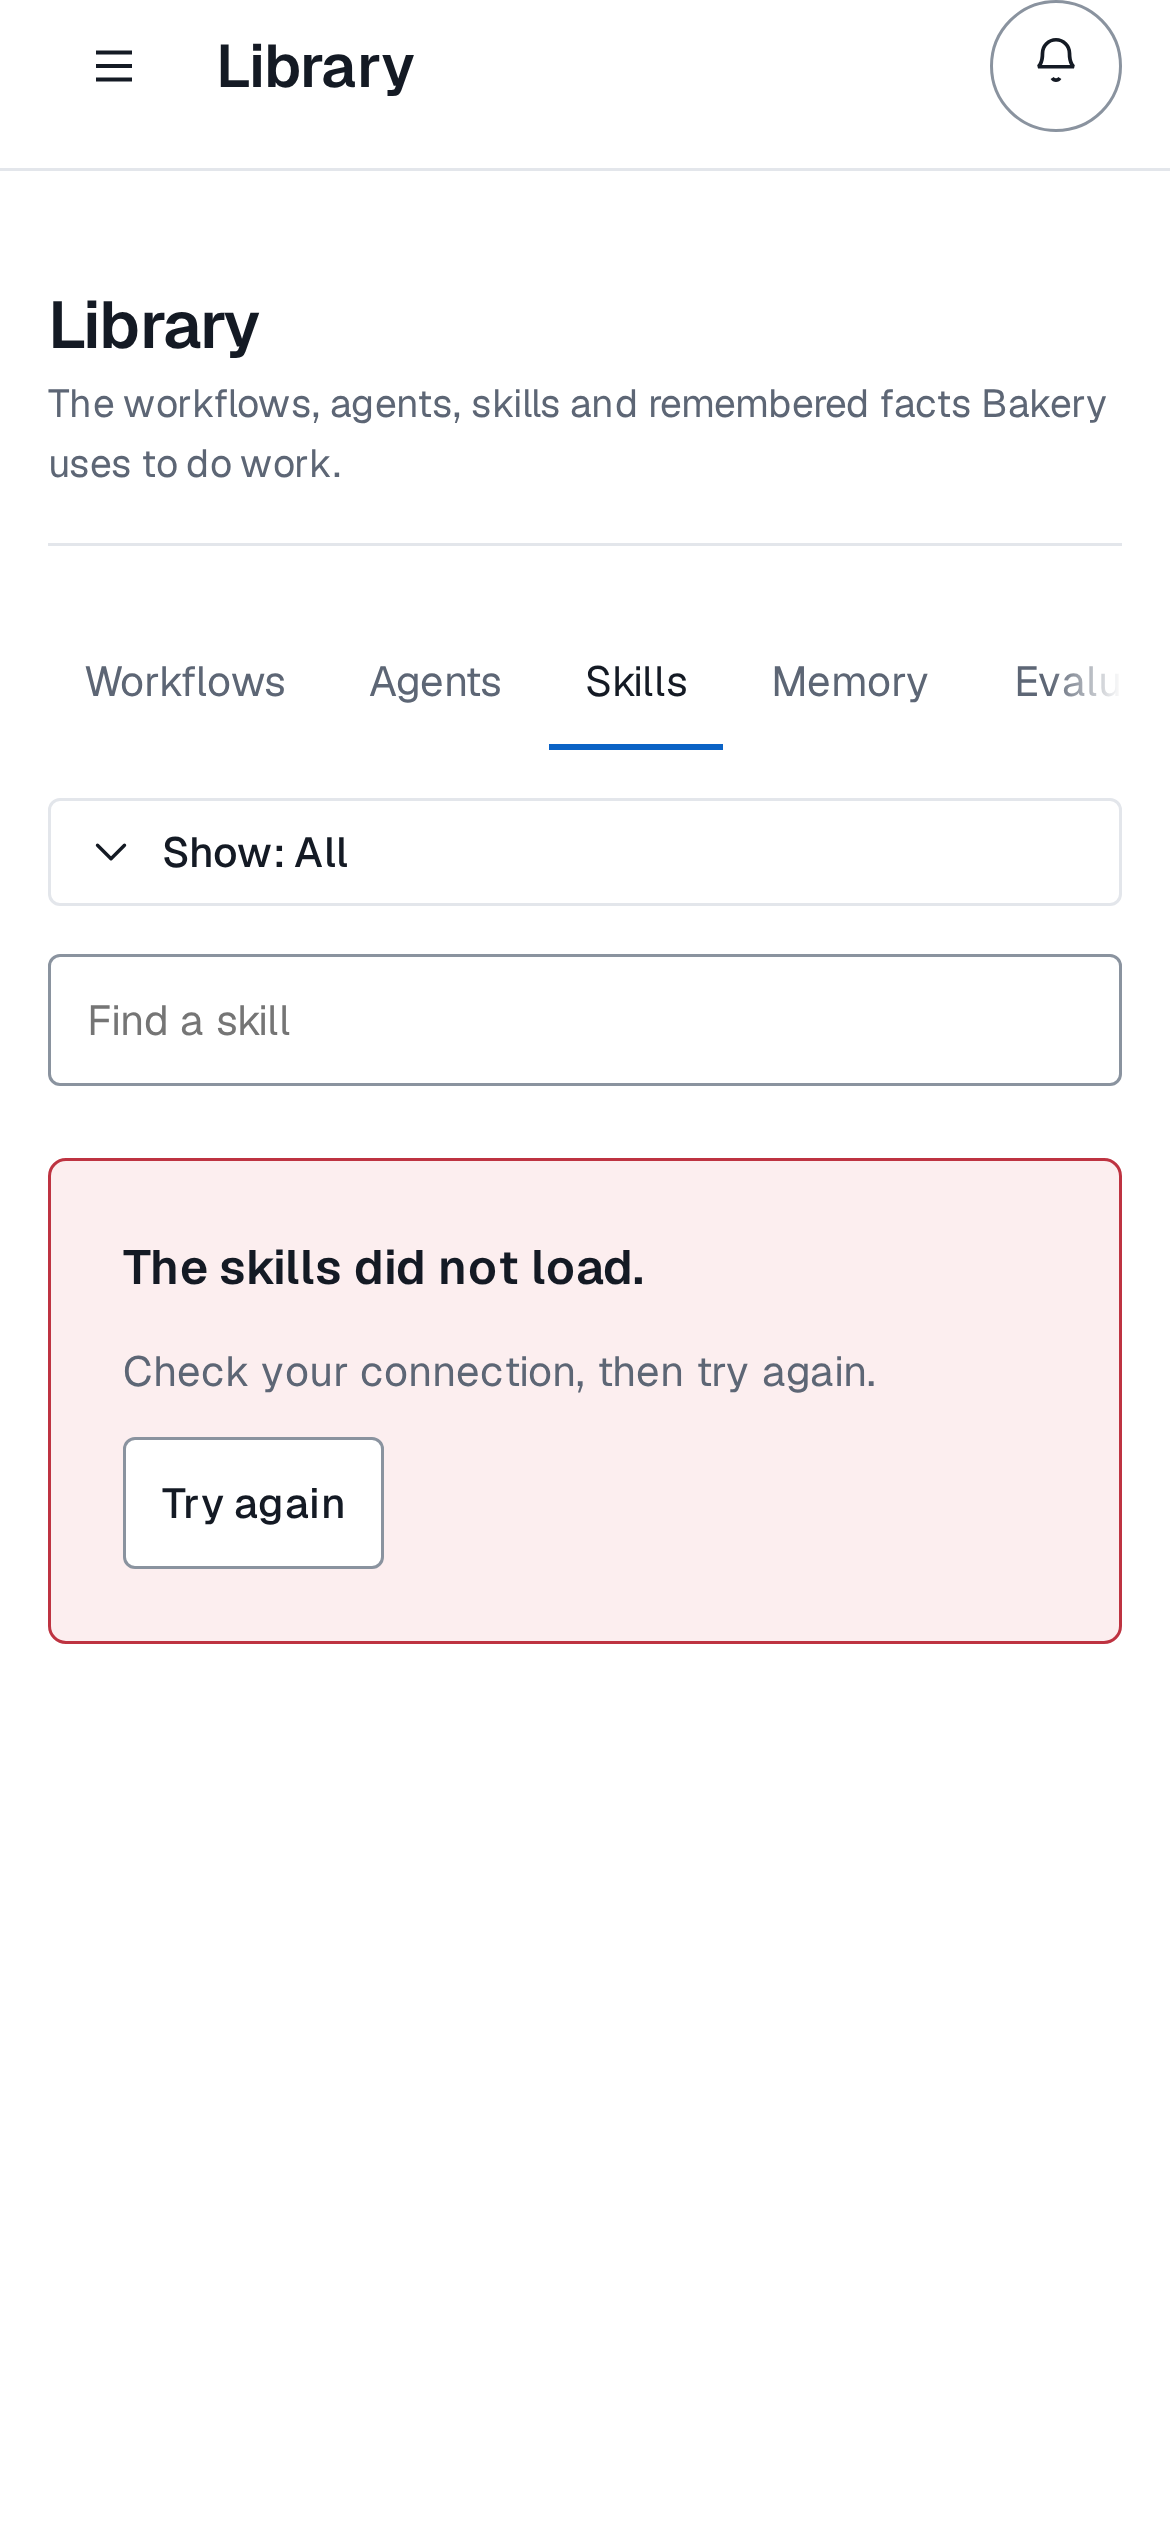 Library
Library
The workflows, agents, skills and remembered facts Bakery
uses to do work.
Workflows Agents Skills Memory Evalu
Show: All
Find a skill
The skills did not load.
Check your connection, then try again.
Try again